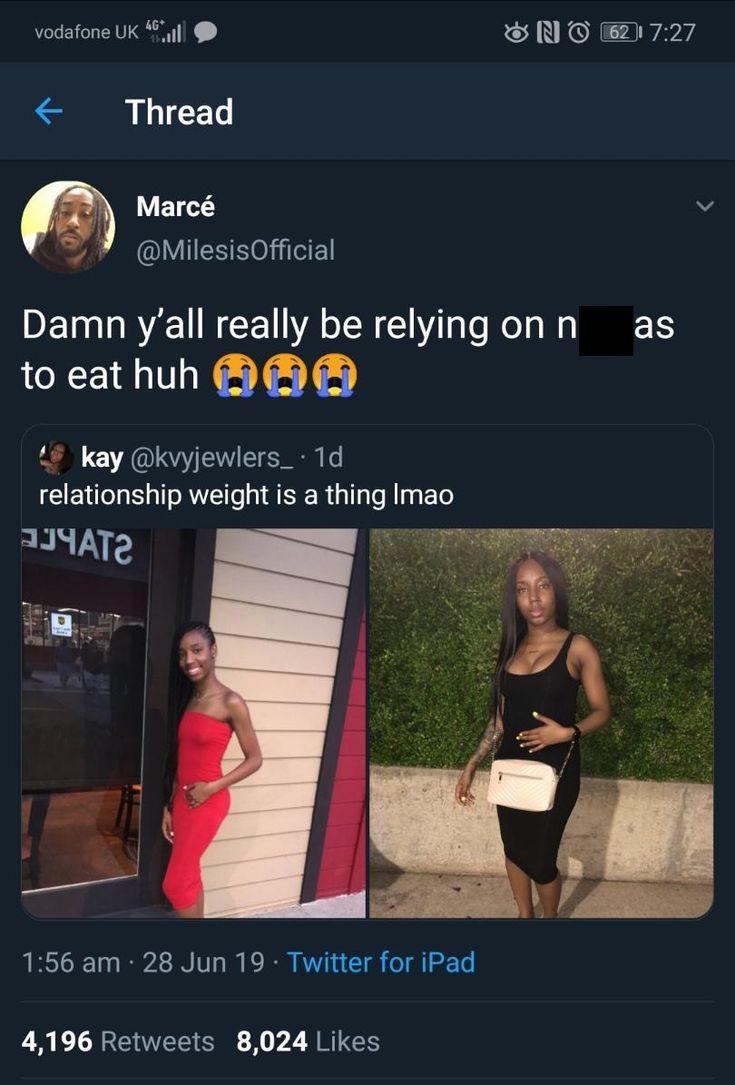 vodafone UK 4G+ 62 7:27
Thread
Marcé
@MilesisOfficial
Damn y’all really be relying on n as
to eat huh 😭😭😭
kay @kvyjewlers_ · 1d
relationship weight is a thing lmao
STAPLE
1:56 am · 28 Jun 19 · Twitter for iPad
4,196 Retweets 8,024 Likes